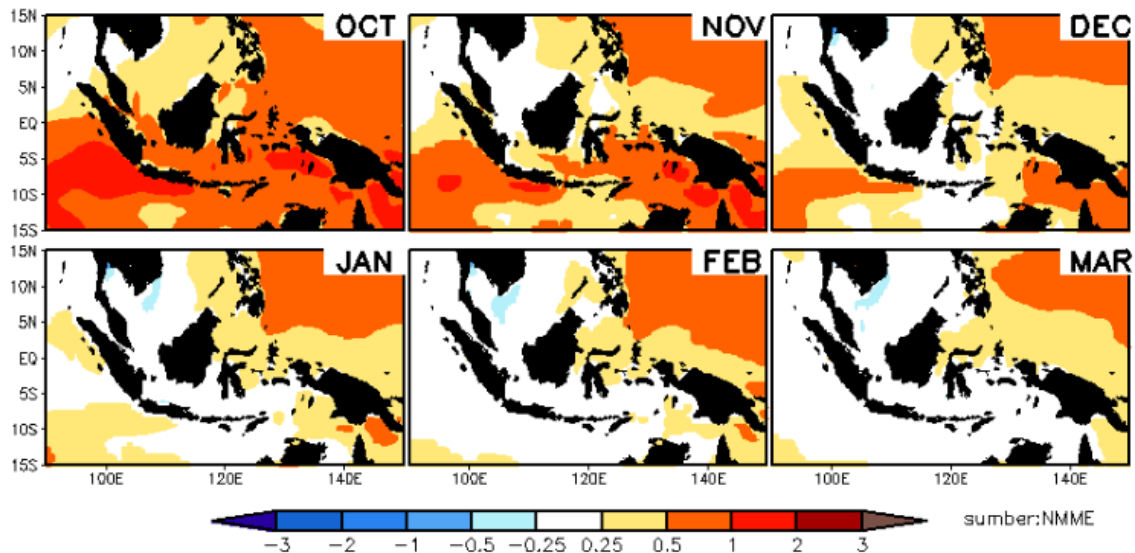 15N
10N
5N
EQ
5S
10S
15S
OCT
NOV
DEC
15N
10N
5N
EQ
5S
10S
15S
JAN
FEB
MAR
100E 120E 140E 100E 120E 140E 100E 120E 140E
-3 -2 -1 -0.5 -0.25 0.25 0.5 1 2 3
sumber:NMME